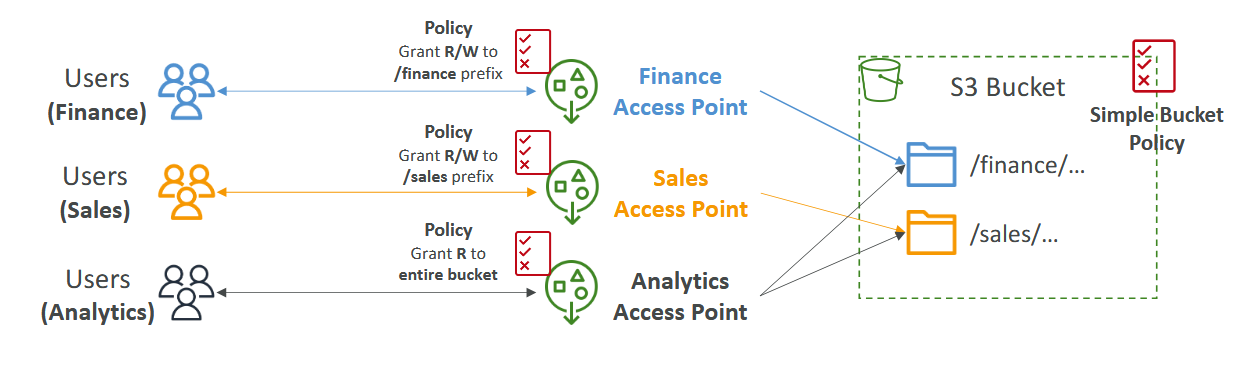 Users
(Finance)
Policy
Grant R/W to
/finance prefix
Finance
Access Point
Users
(Sales)
Policy
Grant R/W to
/sales prefix
Sales
Access Point
Users
(Analytics)
Policy
Grant R to
entire bucket
Analytics
Access Point
S3 Bucket
Simple Bucket
Policy
/finance/...
/sales/...